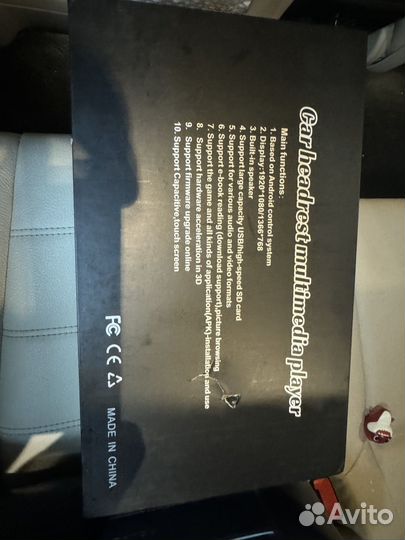 Car headrest multimedia player
Main functions :
1. Based on Android control system
2. Display:1920*1080/1366*768
3. Built-in speaker
4. Support large capacity USB/high-speed SD card
5. Support for various audio and video formats
6. Support e-book reading (download support),picture browsing
7. Support the game and all kinds of application(APK)-installation and use
8. Support hardware acceleration in 3D
9. Support firmware upgrade online
10. Support Capacitive,touch screen
FC CE MADE IN CHINA
Avito